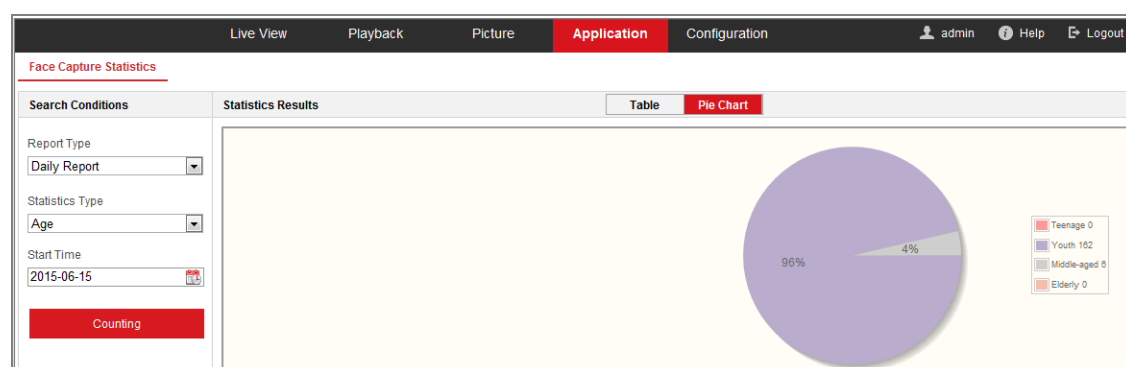 Live View Playback Picture Application Configuration admin Help Logout
Face Capture Statistics
Search Conditions Statistics Results Table Pie Chart
Report Type
Daily Report
Statistics Type
Age
Start Time
2015-06-15
Counting
96%
4%
Teenage 0
Youth 162
Middle-aged 6
Elderly 0